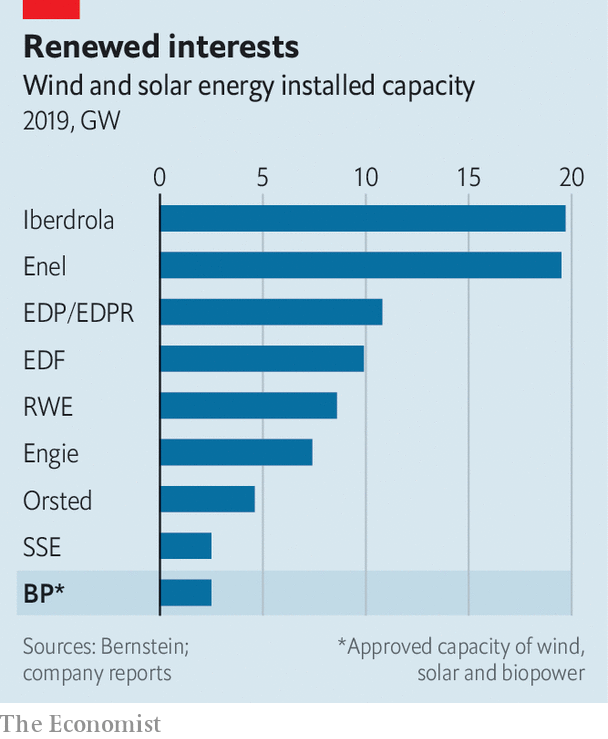 Renewed interests
Wind and solar energy installed capacity
2019, GW
0 5 10 15 20
Iberdrola
Enel
EDP/EDPR
EDF
RWE
Engie
Orsted
SSE
BP*
Sources: Bernstein;
company reports
*Approved capacity of wind,
solar and biopower
The Economist